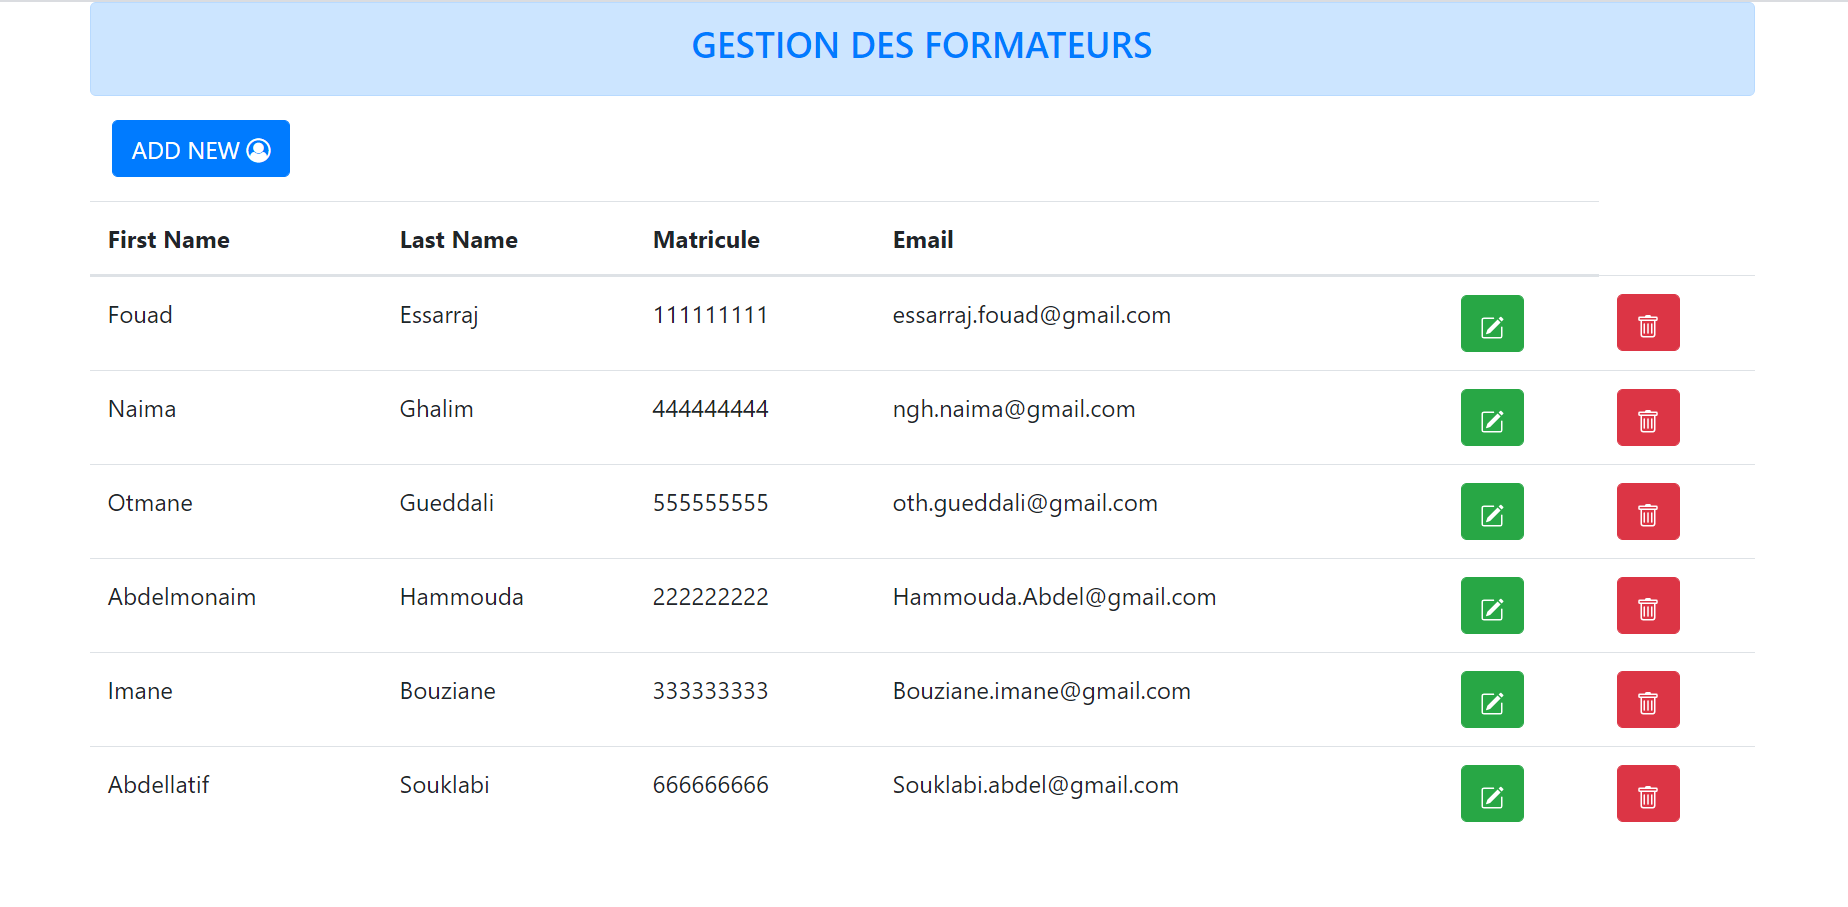 GESTION DES FORMATEURS
ADD NEW
First Name Last Name Matricule Email
Fouad Essarraj 111111111 essarraj.fouad@gmail.com
Naima Ghalim 444444444 ngh.naima@gmail.com
Otmane Gueddali 555555555 oth.gueddali@gmail.com
Abdelmonaim Hammouda 222222222 Hammouda.Abdel@gmail.com
Imane Bouziane 333333333 Bouziane.imane@gmail.com
Abdellatif Souklabi 666666666 Souklabi.abdel@gmail.com